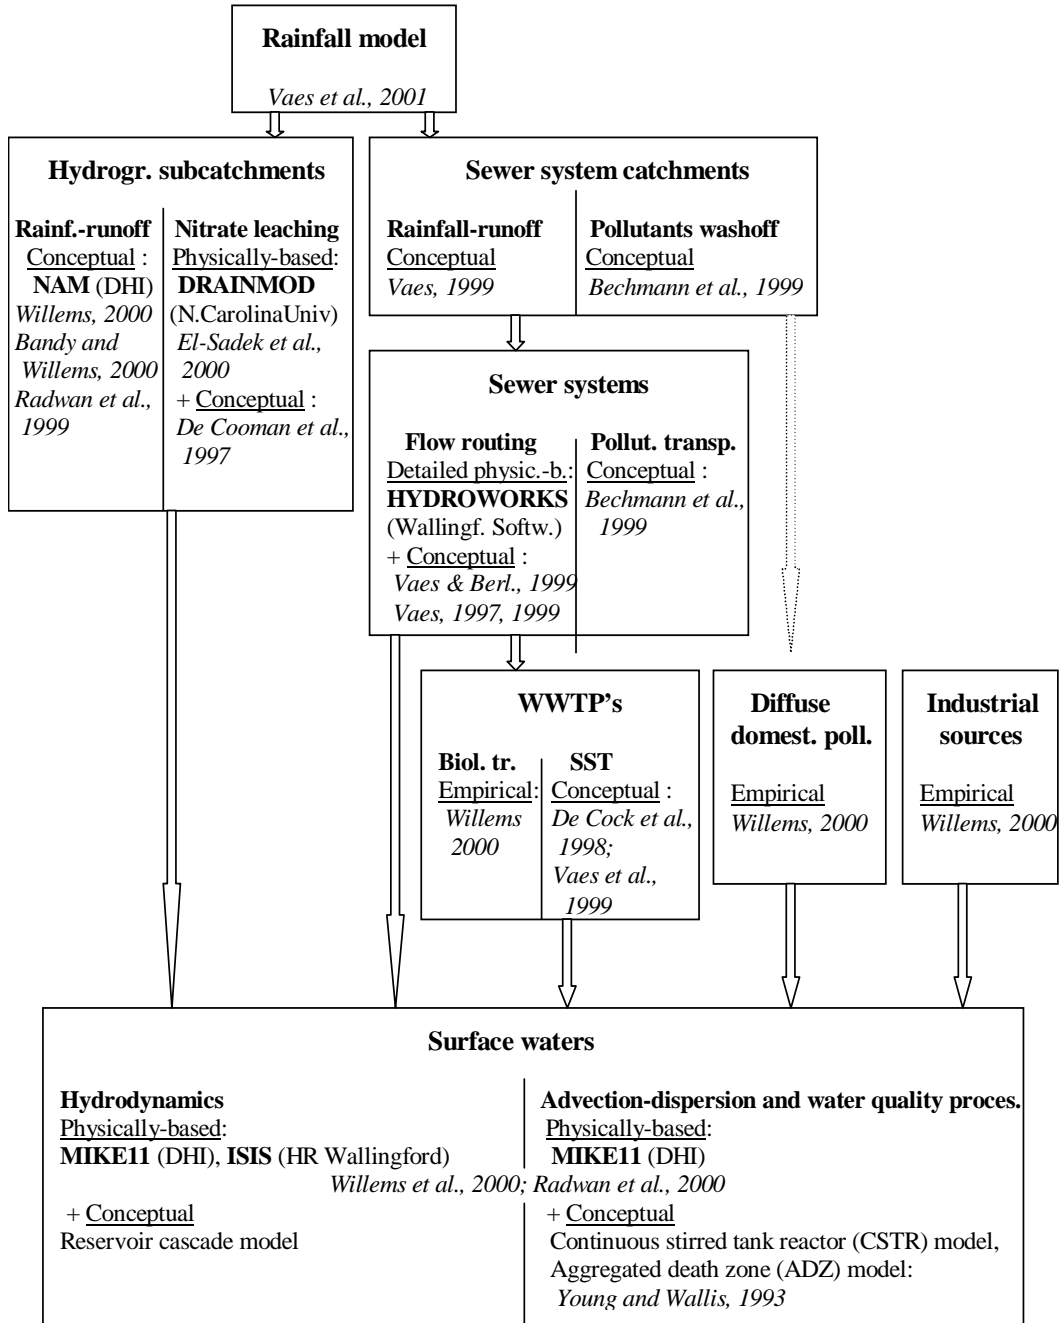 Rainfall model
Vaes et al., 2001
Hydrogr. subcatchments
Rainf.-runoff
Conceptual :
NAM (DHI)
Willems, 2000
Bandy and
Willems, 2000
Radwan et al.,
1999
Nitrate leaching
Physically-based:
DRAINMOD
(N.CarolinaUniv)
El-Sadek et al.,
2000
+ Conceptual :
De Cooman et al.,
1997
Sewer system catchments
Rainfall-runoff
Conceptual
Vaes, 1999
Pollutants washoff
Conceptual
Bechmann et al., 1999
Sewer systems
Flow routing
Detailed physic.-b.:
HYDROWORKS
(Wallingf. Softw.)
+ Conceptual :
Vaes & Berl., 1999
Vaes, 1997, 1999
Pollut. transp.
Conceptual :
Bechmann et al.,
1999
WWTP's
Biol. tr.
Empirical:
Willems
2000
SST
Conceptual :
De Cock et al.,
1998;
Vaes et al.,
1999
Diffuse
domest. poll.
Empirical
Willems, 2000
Industrial
sources
Empirical
Willems, 2000
Surface waters
Hydrodynamics
Physically-based:
MIKE11 (DHI), ISIS (HR Wallingford)
Advection-dispersion and water quality proces.
Physically-based:
MIKE11 (DHI)
Willems et al., 2000; Radwan et al., 2000
+ Conceptual
Reservoir cascade model
+ Conceptual
Continuous stirred tank reactor (CSTR) model,
Aggregated death zone (ADZ) model:
Young and Wallis, 1993